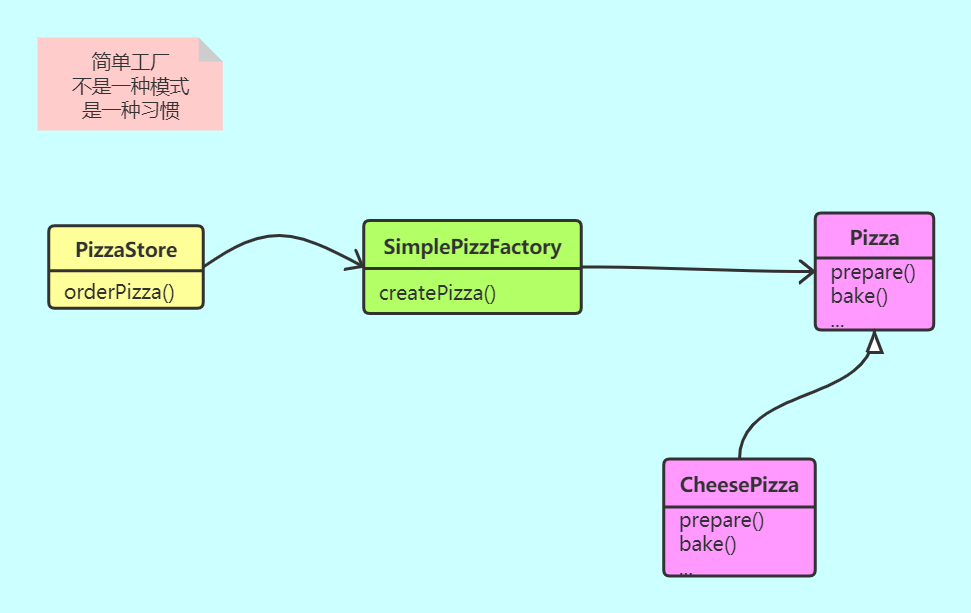 简单工厂
不是一种模式
是一种习惯
PizzaStore
orderPizza()
SimplePizzFactory
createPizza()
Pizza
prepare()
bake()
...
CheesePizza
prepare()
bake()
...